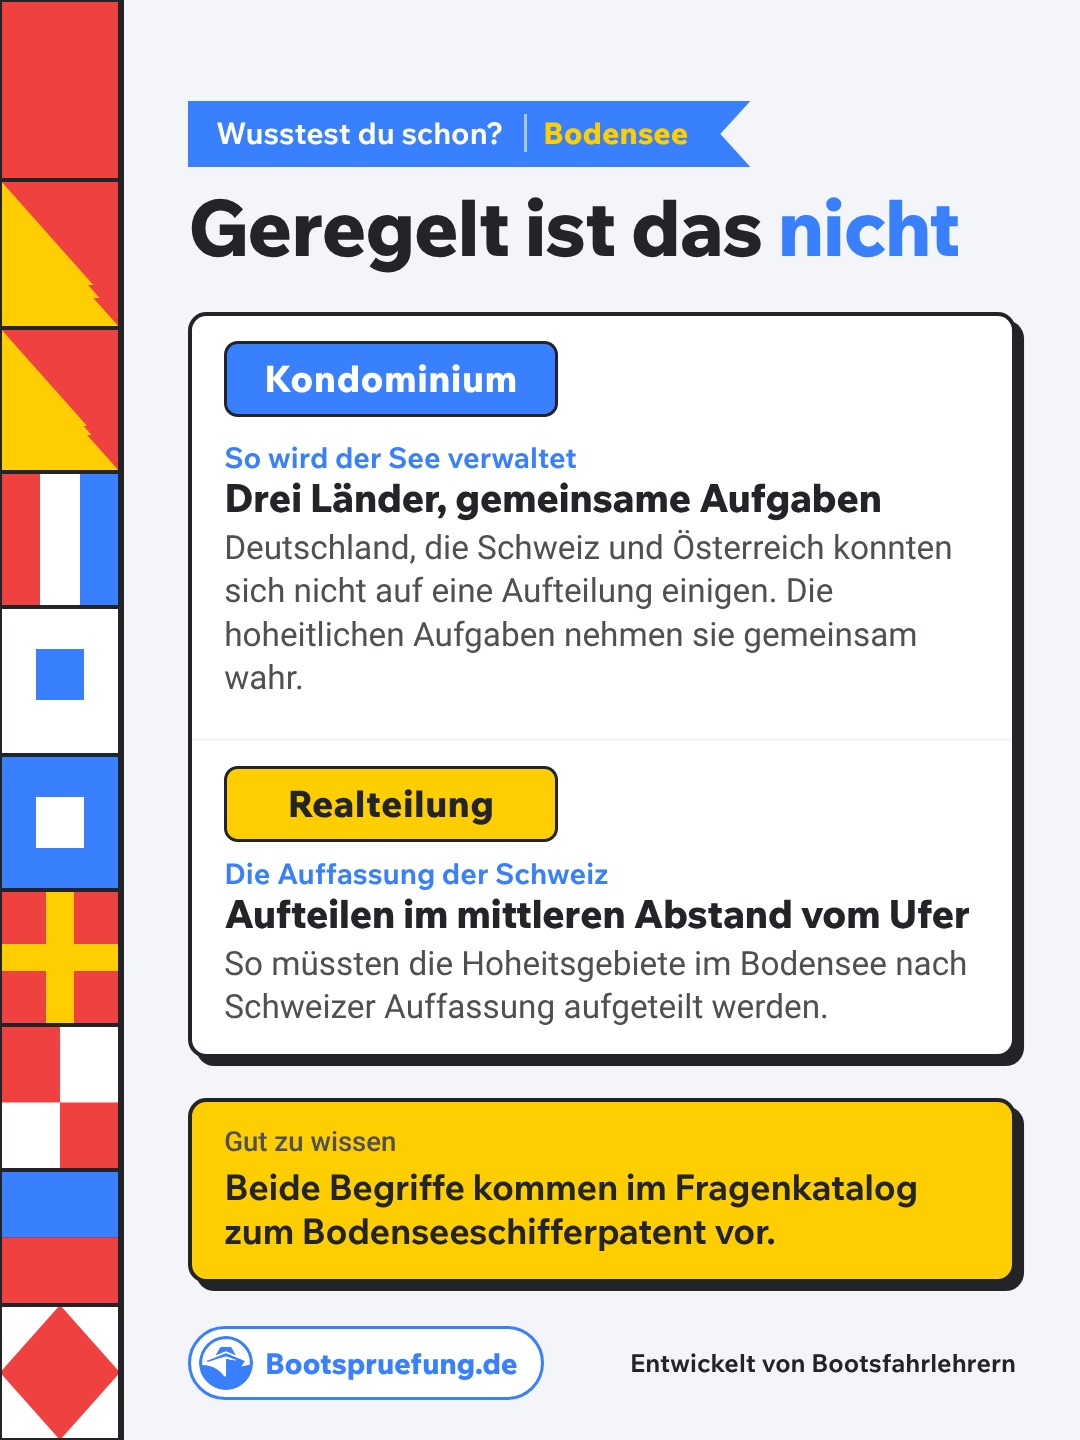 Wusstest du schon? Bodensee
Geregelt ist das nicht
Kondominium
So wird der See verwaltet
Drei Länder, gemeinsame Aufgaben
Deutschland, die Schweiz und Österreich konnten
sich nicht auf eine Aufteilung einigen. Die
hoheitlichen Aufgaben nehmen sie gemeinsam
wahr.
Realteilung
Die Auffassung der Schweiz
Aufteilen im mittleren Abstand vom Ufer
So müssten die Hoheitsgebiete im Bodensee nach
Schweizer Auffassung aufgeteilt werden.
Gut zu wissen
Beide Begriffe kommen im Fragenkatalog
zum Bodenseeschifferpatent vor.
Bootspruefung.de
Entwickelt von Bootsfahrlehrern